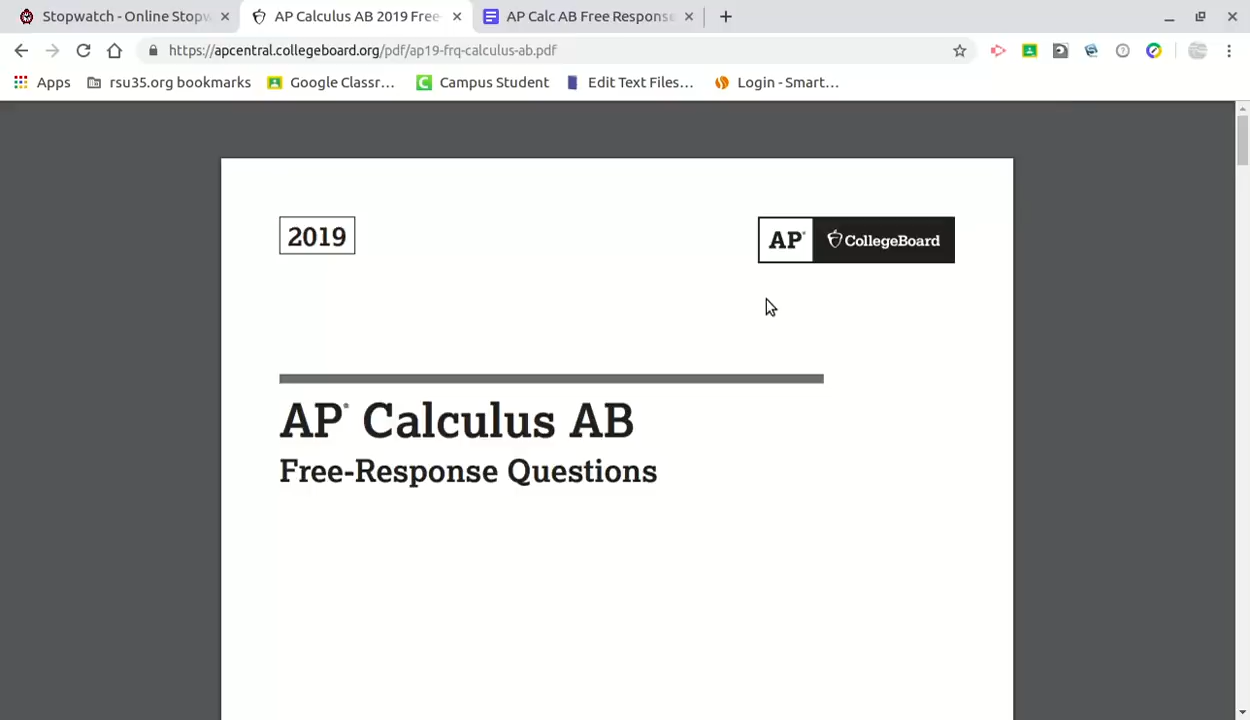 Stopwatch - Online Stopw
AP Calculus AB 2019 Free-
AP Calc AB Free Response
https://apcentral.collegeboard.org/pdf/ap19-frq-calculus-ab.pdf
Apps
rsu35.org bookmarks
Google Classr...
Campus Student
Edit Text Files...
Login - Smart...
2019
AP® CollegeBoard
AP® Calculus AB
Free-Response Questions